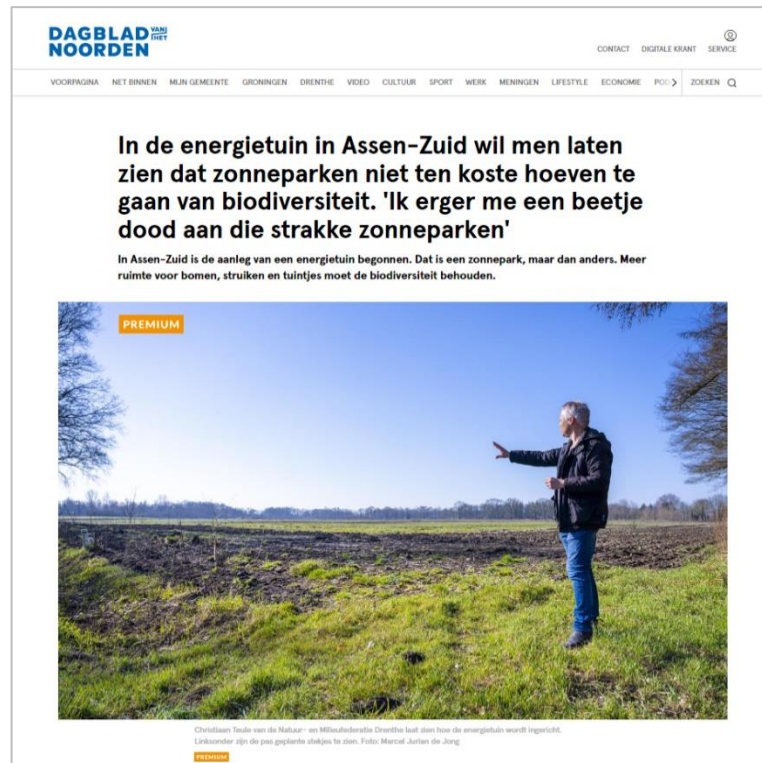 DAGBLAD VAN HET
NOORDEN
CONTACT DIGITALE KRANT SERVICE
VOORPAGINA NET BINNEN MIJN GEMEENTE GRONINGEN DRENTHE VIDEO CULTUUR SPORT WERK MENINGEN LIFESTYLE ECONOMIE POD ZOEKEN
In de energietuin in Assen-Zuid wil men laten
zien dat zonneparken niet ten koste hoeven te
gaan van biodiversiteit. 'Ik erger me een beetje
dood aan die strakke zonneparken'
In Assen-Zuid is de aanleg van een energietuin begonnen. Dat is een zonnepark, maar dan anders. Meer
ruimte voor bomen, struiken en tuintjes moet de biodiversiteit behouden.
PREMIUM
Christiaan Teule van de Natuur- en Milieufederatie Drenthe laat zien hoe de energietuin wordt ingericht.
Linksonder zijn de pas geplante stekjes te zien. Foto: Marcel Jurian de Jong
PREMIUM